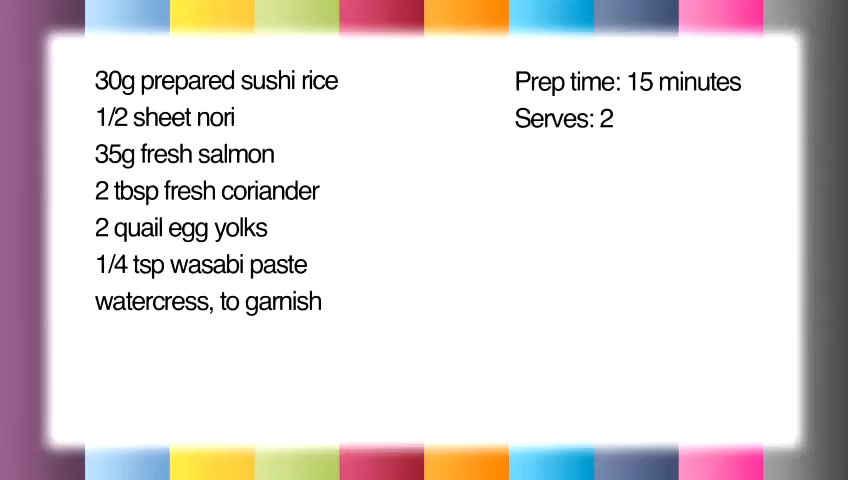 30g prepared sushi rice
1/2 sheet nori
35g fresh salmon
2 tbsp fresh coriander
2 quail egg yolks
1/4 tsp wasabi paste
watercress, to garnish
Prep time: 15 minutes
Serves: 2